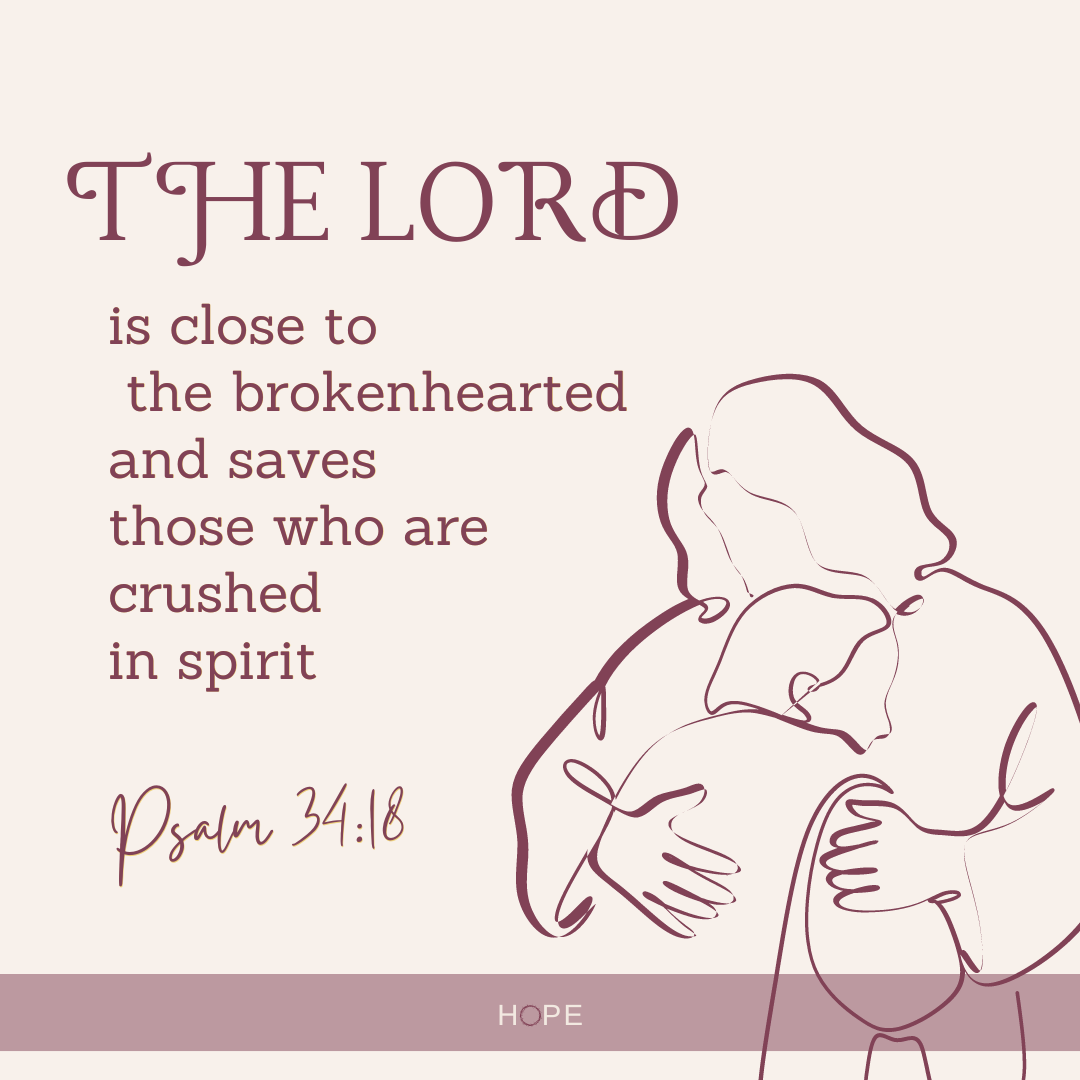 THE LORD
is close to
the brokenhearted
and saves
those who are
crushed
in spirit
Psalm 34:18
HOPE